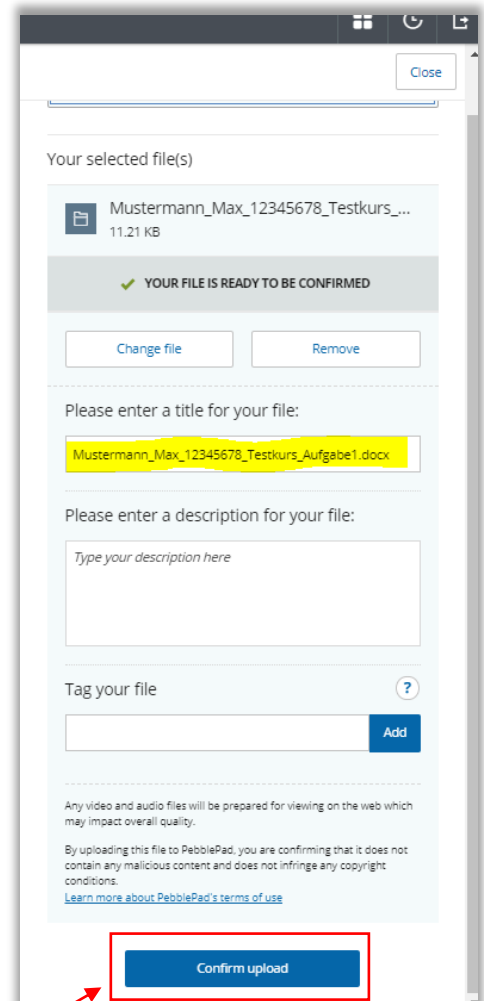 Close
Your selected file(s)
Mustermann_Max_12345678_Testkurs_...
11.21 KB
YOUR FILE IS READY TO BE CONFIRMED
Change file Remove
Please enter a title for your file:
Mustermann_Max_12345678_Testkurs_Aufgabe1.docx
Please enter a description for your file:
Type your description here
Tag your file ?
Add
Any video and audio files will be prepared for viewing on the web which
may impact overall quality.
By uploading this file to PebblePad, you are confirming that it does not
contain any malicious content and does not infringe any copyright
conditions.
Learn more about PebblePad's terms of use
Confirm upload